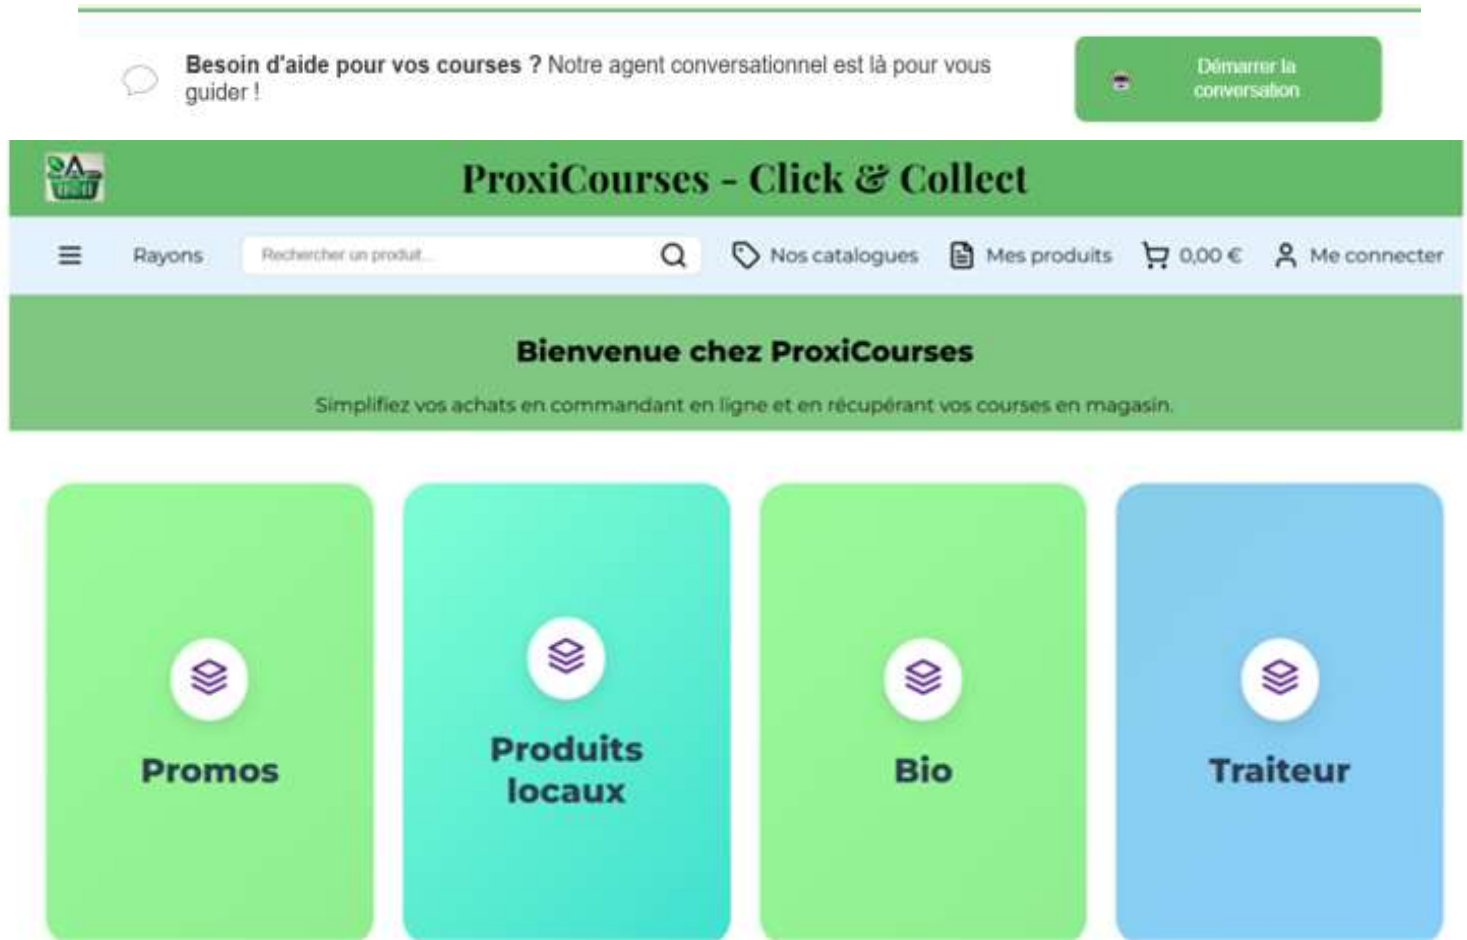 Besoin d'aide pour vos courses ? Notre agent conversationnel est là pour vous
guider !
Démarrer la
conversation
ProxiCourses - Click & Collect
Rayons
Rechercher un produit...
Nos catalogues
Mes produits
0,00 €
Me connecter
Bienvenue chez ProxiCourses
Simplifiez vos achats en commandant en ligne et en récupérant vos courses en magasin.
Promos
Produits
locaux
Bio
Traiteur